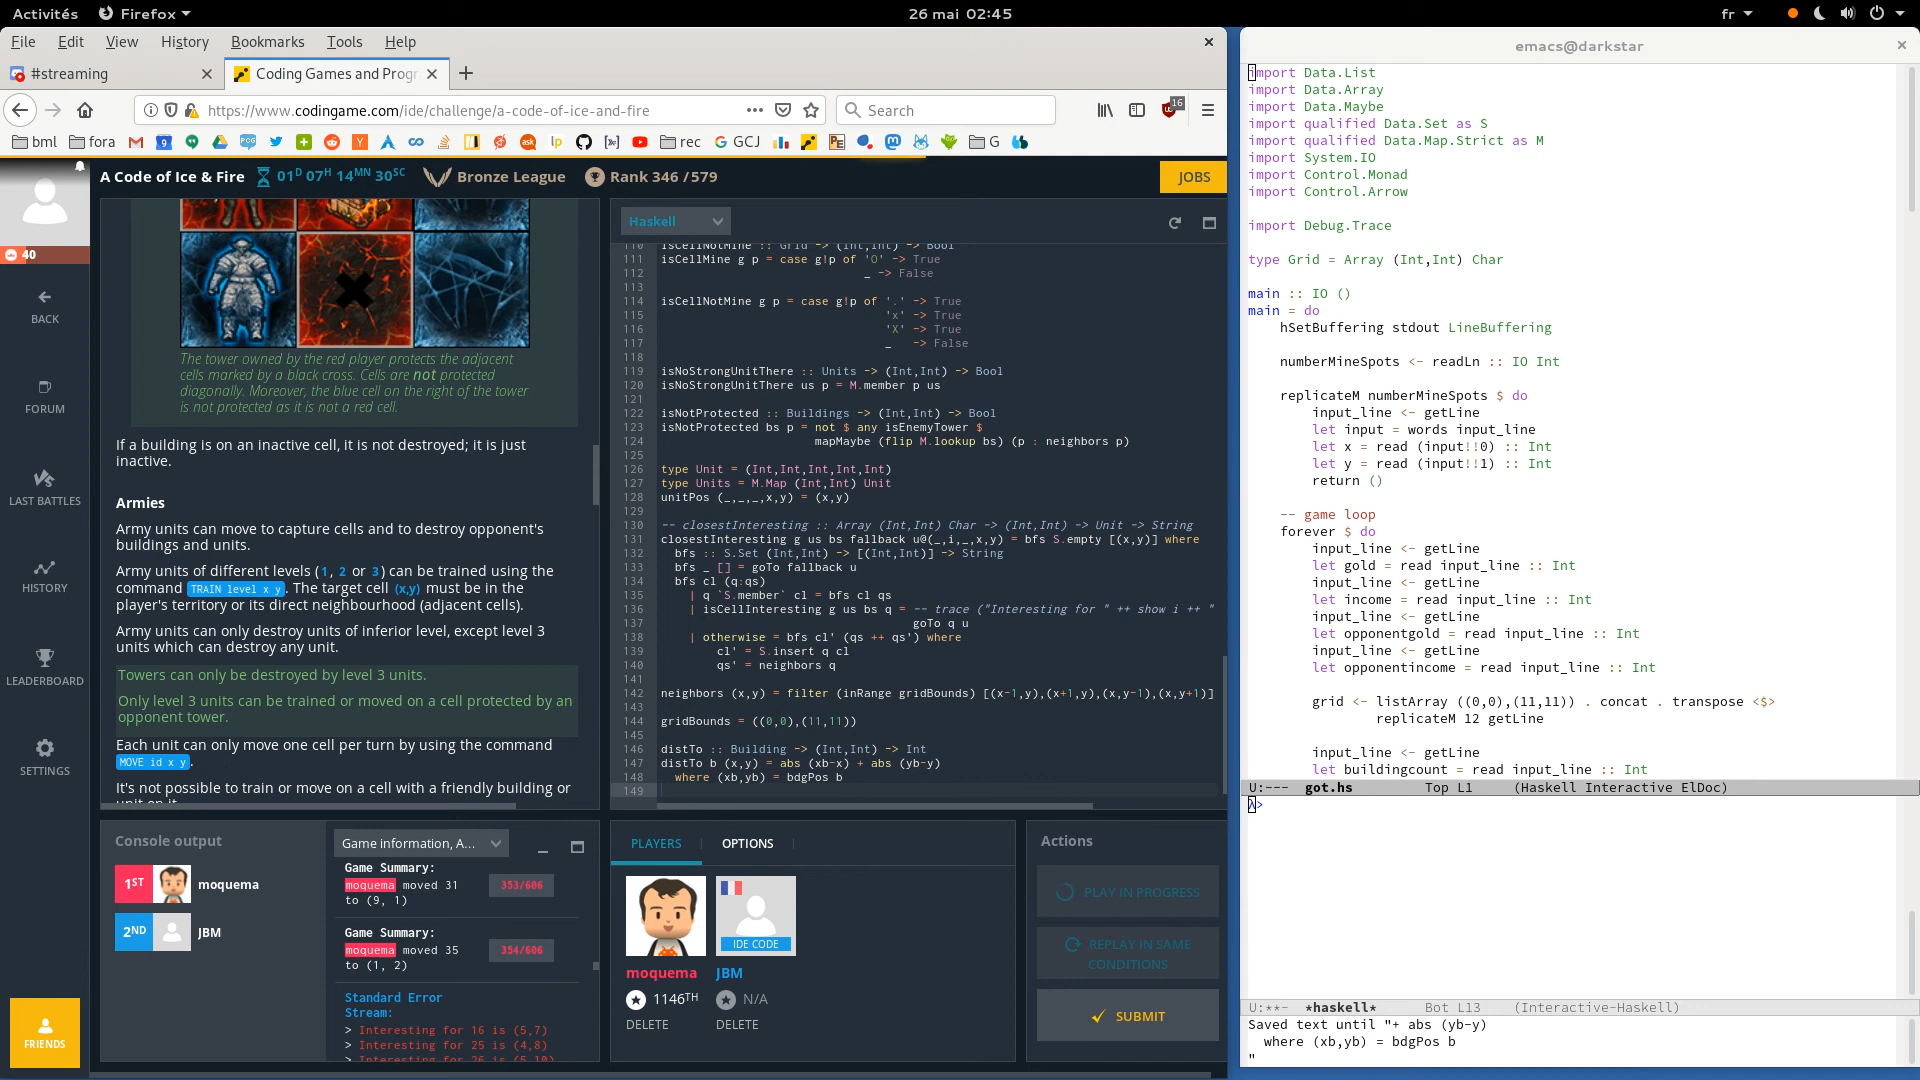 Activités
Firefox
26 mai 02:45
fr
File Edit View History Bookmarks Tools Help
#streaming
Coding Games and Progr
https://www.codingame.com/ide/challenge/a-code-of-ice-and-fire
Search
16
bml fora rec GCJ G
A Code of Ice & Fire
01D 07H 14MN 30SC
Bronze League
Rank 346 / 579
JOBS
40
BACK
FORUM
LAST BATTLES
HISTORY
LEADERBOARD
SETTINGS
FRIENDS
The tower owned by the red player protects the adjacent
cells marked by a black cross. Cells are not protected
diagonally. Moreover, the blue cell on the right of the tower
is not protected as it is not a red cell.
If a building is on an inactive cell, it is not destroyed; it is just
inactive.
Armies
Army units can move to capture cells and to destroy opponent's
buildings and units.
Army units of different levels (1, 2 or 3) can be trained using the
command TRAIN level x y. The target cell (x,y) must be in the
player's territory or its direct neighbourhood (adjacent cells).
Army units can only destroy units of inferior level, except level 3
units which can destroy any unit.
Towers can only be destroyed by level 3 units.
Only level 3 units can be trained or moved on a cell protected by an
opponent tower.
Each unit can only move one cell per turn by using the command
MOVE id x y.
It's not possible to train or move on a cell with a friendly building or
unit on it.
Haskell
110 isCellNotMine :: Grid -> (Int,Int) -> Bool
111 isCellMine g p = case g!p of 'O' -> True
112 _ -> False
113
114 isCellNotMine g p = case g!p of '.' -> True
115 'x' -> True
116 'X' -> True
117 _ -> False
118
119 isNoStrongUnitThere :: Units -> (Int,Int) -> Bool
120 isNoStrongUnitThere us p = M.member p us
121
122 isNotProtected :: Buildings -> (Int,Int) -> Bool
123 isNotProtected bs p = not $ any isEnemyTower $
124 mapMaybe (flip M.lookup bs) (p : neighbors p)
125
126 type Unit = (Int,Int,Int,Int,Int)
127 type Units = M.Map (Int,Int) Unit
128 unitPos (_,_,_,x,y) = (x,y)
129
130 -- closestInteresting :: Array (Int,Int) Char -> (Int,Int) -> Unit -> String
131 closestInteresting g us bs fallback u@(_,i,_,x,y) = bfs S.empty [(x,y)] where
132 bfs :: S.Set (Int,Int) -> [(Int,Int)] -> String
133 bfs _ [] = goTo fallback u
134 bfs cl (q:qs)
135 | q `S.member` cl = bfs cl qs
136 | isCellInteresting g us bs q = -- trace ("Interesting for " ++ show i ++ "
137 goTo q u
138 | otherwise = bfs cl' (qs ++ qs') where
139 cl' = S.insert q cl
140 qs' = neighbors q
141
142 neighbors (x,y) = filter (inRange gridBounds) [(x-1,y),(x+1,y),(x,y-1),(x,y+1)]
143
144 gridBounds = ((0,0),(11,11))
145
146 distTo :: Building -> (Int,Int) -> Int
147 distTo b (x,y) = abs (xb-x) + abs (yb-y)
148 where (xb,yb) = bdgPos b
149
Console output
1ST moquema
2ND JBM
Game information, A...
Game Summary:
moquema moved 31
to (9, 1)
353/606
Game Summary:
moquema moved 35
to (1, 2)
354/606
Standard Error
Stream:
> Interesting for 16 is (5,7)
> Interesting for 25 is (4,8)
> Interesting for 26 is (5,10)
PLAYERS
OPTIONS
IDE CODE
moquema JBM
1146TH N/A
DELETE DELETE
Actions
PLAY IN PROGRESS
REPLAY IN SAME
CONDITIONS
SUBMIT
emacs@darkstar
import Data.List
import Data.Array
import Data.Maybe
import qualified Data.Set as S
import qualified Data.Map.Strict as M
import System.IO
import Control.Monad
import Control.Arrow
import Debug.Trace
type Grid = Array (Int,Int) Char
main :: IO ()
main = do
hSetBuffering stdout LineBuffering
numberMineSpots <- readLn :: IO Int
replicateM numberMineSpots $ do
input_line <- getLine
let input = words input_line
let x = read (input!!0) :: Int
let y = read (input!!1) :: Int
return ()
-- game loop
forever $ do
input_line <- getLine
let gold = read input_line :: Int
input_line <- getLine
let income = read input_line :: Int
input_line <- getLine
let opponentgold = read input_line :: Int
input_line <- getLine
let opponentincome = read input_line :: Int
grid <- listArray ((0,0),(11,11)) . concat . transpose <$>
replicateM 12 getLine
input_line <- getLine
let buildingcount = read input_line :: Int
U:--- got.hs Top L1 (Haskell Interactive ElDoc)
λ>
U:**- *haskell* Bot L13 (Interactive-Haskell)
Saved text until "+ abs (yb-y)
where (xb,yb) = bdgPos b
"